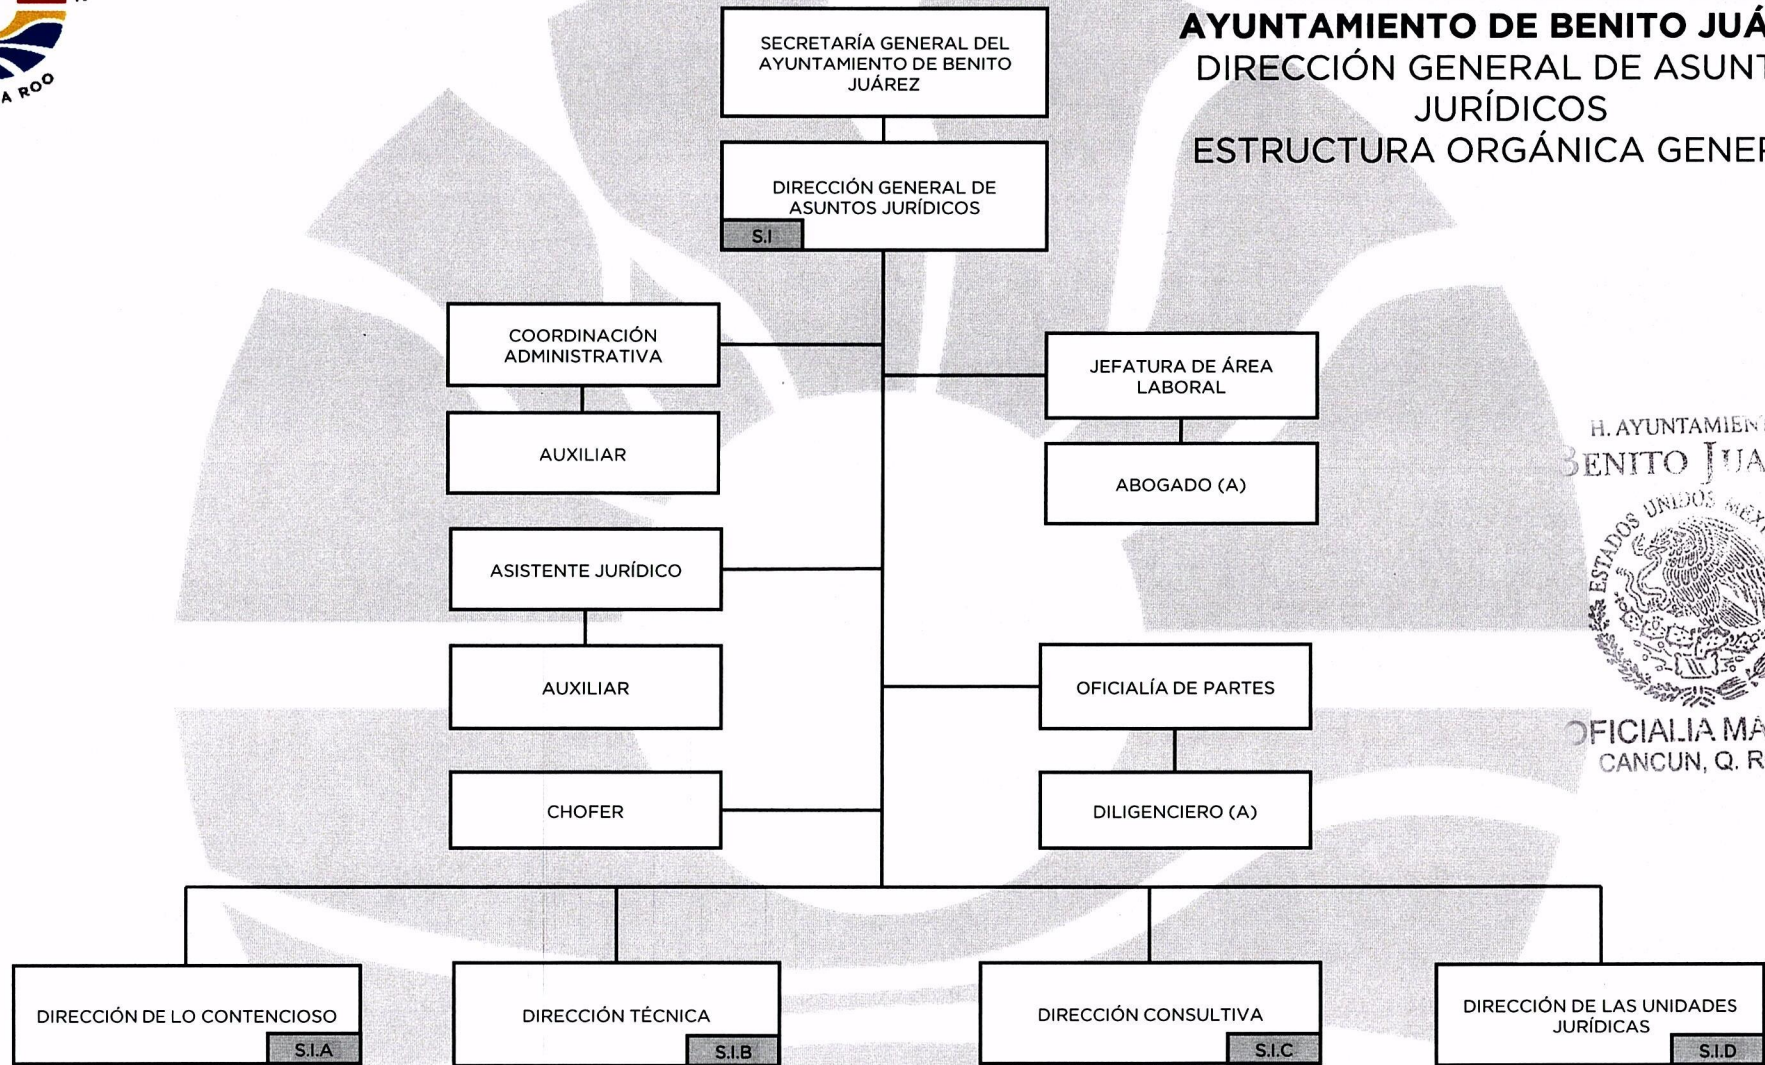 A ROO
SECRETARÍA GENERAL DEL
AYUNTAMIENTO DE BENITO
JUÁREZ
AYUNTAMIENTO DE BENITO
DIRECCIÓN GENERAL DE
JURÍDICOS
ESTRUCTURA ORGÁNICA
DIRECCIÓN GENERAL DE
ASUNTOS JURÍDICOS
S.I
COORDINACIÓN
ADMINISTRATIVA
JEFATURA DE ÁREA
LABORAL
AUXILIAR
ABOGADO (A)
H. AYUNTAMIEN
BENITO JUA
ESTADOS UNIDOS MEX
OFICIALIA MA
CANCUN, Q. R
ASISTENTE JURÍDICO
AUXILIAR
OFICIALÍA DE PARTES
CHOFER
DILIGENCIERO (A)
DIRECCIÓN DE LO CONTENCIOSO
S.I.A
DIRECCIÓN TÉCNICA
S.I.B
DIRECCIÓN CONSULTIVA
S.I.C
DIRECCIÓN DE LAS UNIDADES
JURÍDICAS
S.I.D